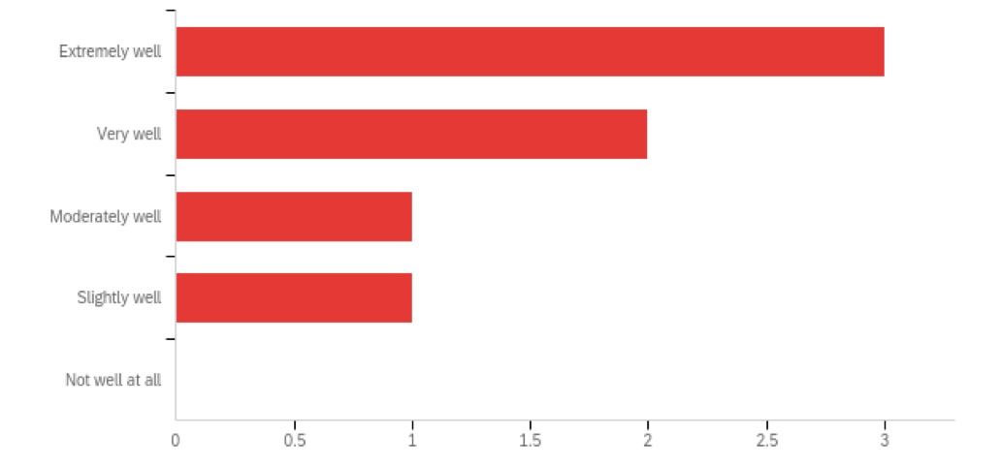 Extremely well
Very well
Moderately well
Slightly well
Not well at all
0 0.5 1 1.5 2 2.5 3